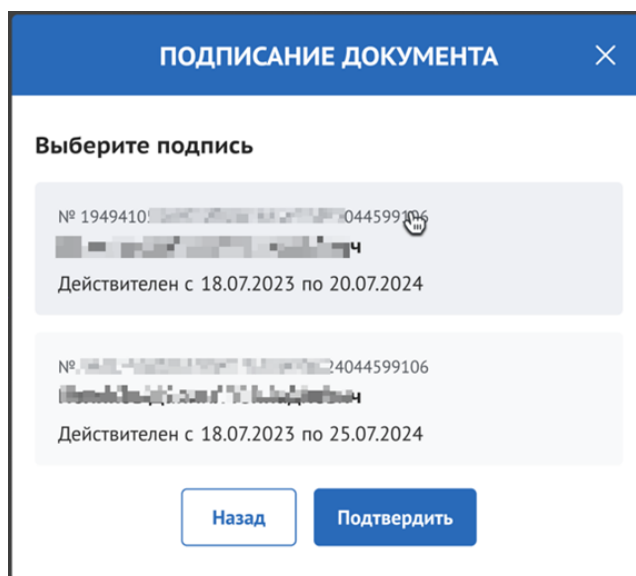 ПОДПИСАНИЕ ДОКУМЕНТА
Выберите подпись
№ 1949410 044599106
ч
Действителен с 18.07.2023 по 20.07.2024
№ 24044599106
ч
Действителен с 18.07.2023 по 25.07.2024
Назад Подтвердить